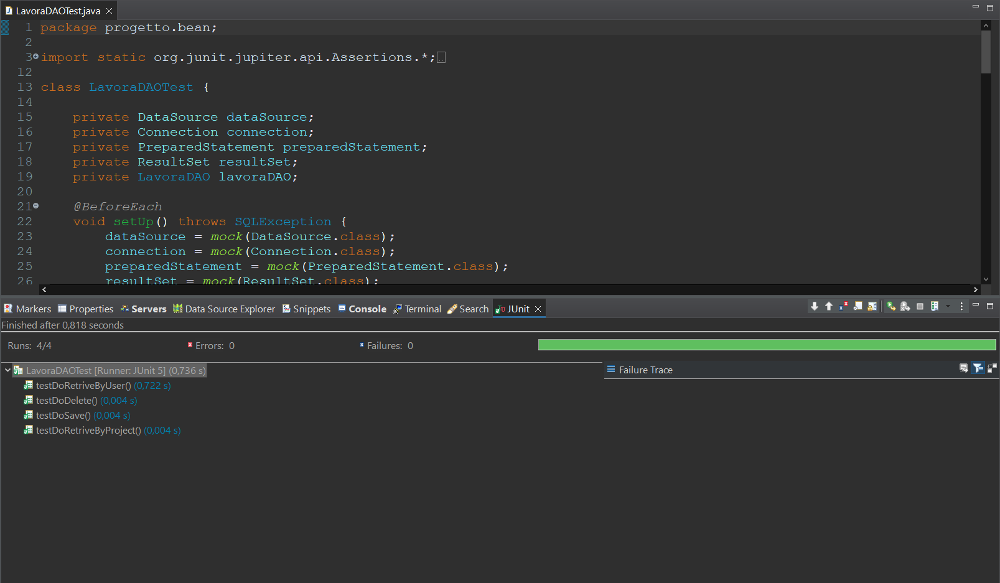 LavoraDAOTest.java
1 package progetto.bean;
2
3 import static org.junit.jupiter.api.Assertions.*;
12
13 class LavoraDAOTest {
14
15 private DataSource dataSource;
16 private Connection connection;
17 private PreparedStatement preparedStatement;
18 private ResultSet resultSet;
19 private LavoraDAO lavoraDAO;
20
21 @BeforeEach
22 void setUp() throws SQLException {
23 dataSource = mock(DataSource.class);
24 connection = mock(Connection.class);
25 preparedStatement = mock(PreparedStatement.class);
26 resultSet = mock(ResultSet.class);
Markers Properties Servers Data Source Explorer Snippets Console Terminal Search JUnit
Finished after 0,818 seconds
Runs: 4/4 Errors: 0 Failures: 0
LavoraDAOTest [Runner: JUnit 5] (0,736 s)
Failure Trace
testDoRetriveByUser() (0,722 s)
testDoDelete() (0,004 s)
testDoSave() (0,004 s)
testDoRetriveByProject() (0,004 s)